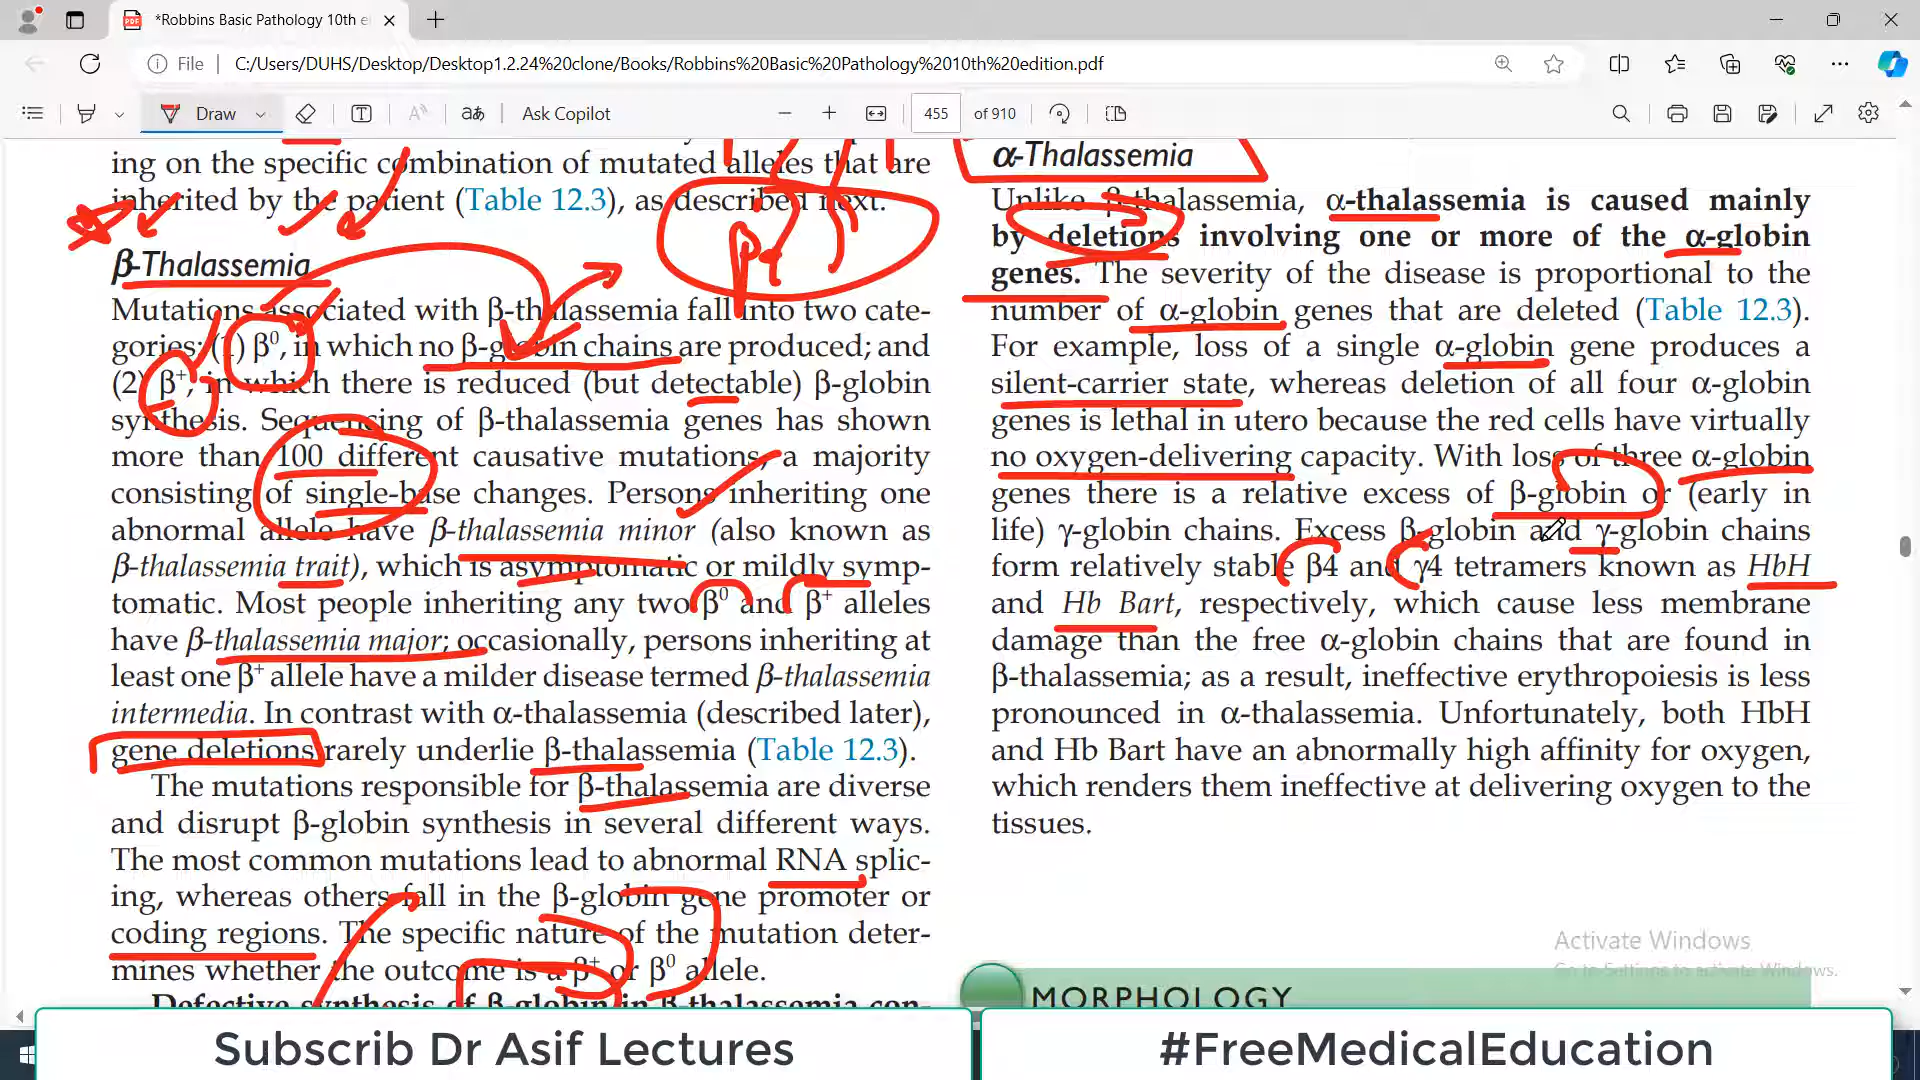 *Robbins Basic Pathology 10th e
File
C:/Users/DUHS/Desktop/Desktop1.2.24%20clone/Books/Robbins%20Basic%20Pathology%2010th%20edition.pdf
Draw
Ask Copilot
455 of 910
ing on the specific combination of mutated alleles that are
inherited by the patient (Table 12.3), as described next.
β-Thalassemia
Mutations associated with β-thalassemia fall into two cate-
gories: (1) β0, in which no β-globin chains are produced; and
(2) β+, in which there is reduced (but detectable) β-globin
synthesis. Sequencing of β-thalassemia genes has shown
more than 100 different causative mutations, a majority
consisting of single-base changes. Persons inheriting one
abnormal allele have β-thalassemia minor (also known as
β-thalassemia trait), which is asymptomatic or mildly symp-
tomatic. Most people inheriting any two β0 and β+ alleles
have β-thalassemia major; occasionally, persons inheriting at
least one β+ allele have a milder disease termed β-thalassemia
intermedia. In contrast with α-thalassemia (described later),
gene deletions rarely underlie β-thalassemia (Table 12.3).
The mutations responsible for β-thalassemia are diverse
and disrupt β-globin synthesis in several different ways.
The most common mutations lead to abnormal RNA splic-
ing, whereas others fall in the β-globin gene promoter or
coding regions. The specific nature of the mutation deter-
mines whether the outcome is a β+ or β0 allele.
Defective synthesis of β-globin in β-thalassemia con-
α-Thalassemia
Unlike β-thalassemia, α-thalassemia is caused mainly
by deletions involving one or more of the α-globin
genes. The severity of the disease is proportional to the
number of α-globin genes that are deleted (Table 12.3).
For example, loss of a single α-globin gene produces a
silent-carrier state, whereas deletion of all four α-globin
genes is lethal in utero because the red cells have virtually
no oxygen-delivering capacity. With loss of three α-globin
genes there is a relative excess of β-globin or (early in
life) γ-globin chains. Excess β-globin and γ-globin chains
form relatively stable β4 and γ4 tetramers known as HbH
and Hb Bart, respectively, which cause less membrane
damage than the free α-globin chains that are found in
β-thalassemia; as a result, ineffective erythropoiesis is less
pronounced in α-thalassemia. Unfortunately, both HbH
and Hb Bart have an abnormally high affinity for oxygen,
which renders them ineffective at delivering oxygen to the
tissues.
Activate Windows
Go to Settings to activate Windows.
MORPHOLOGY
Subscrib Dr Asif Lectures
#FreeMedicalEducation